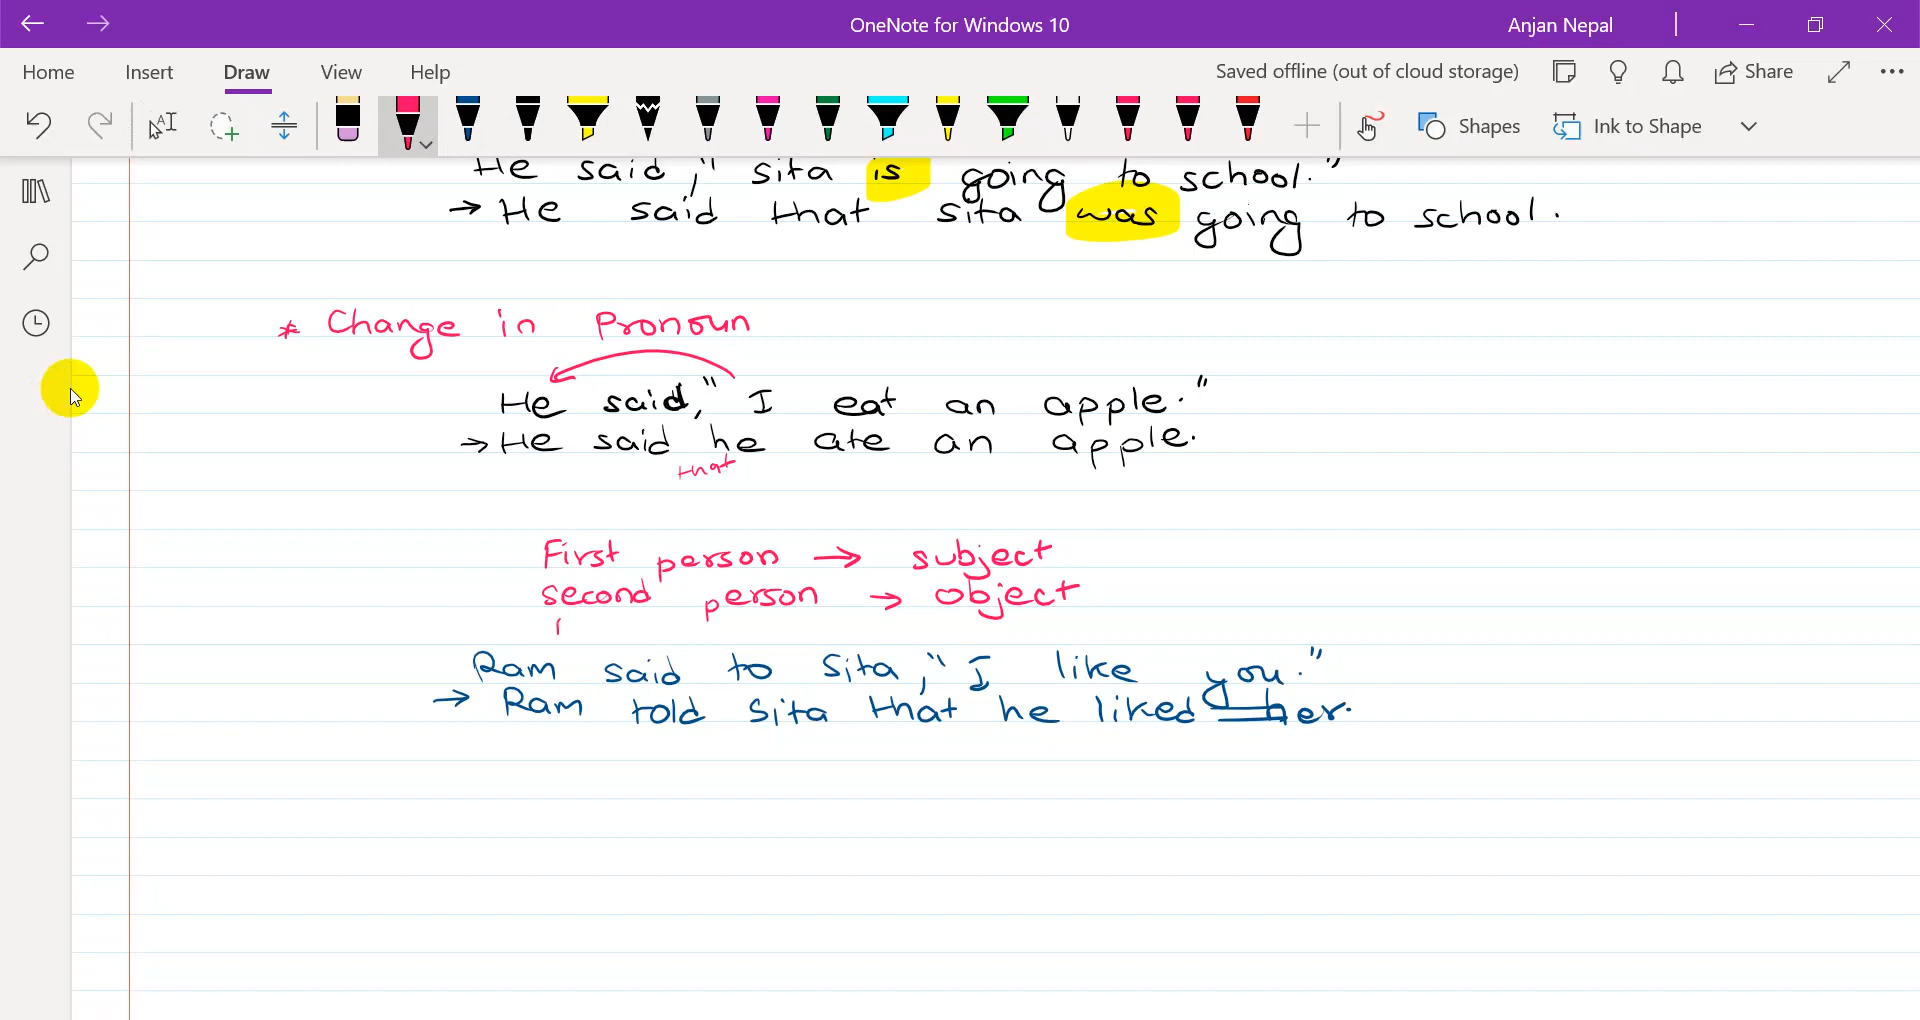 OneNote for Windows 10
Anjan Nepal
Home Insert Draw View Help
Saved offline (out of cloud storage)
Share
Shapes
Ink to Shape
He said," sita is going to school."
→ He said that sita was going to school.
* Change in Pronoun
He said," I eat an apple."
→ He said he ate an apple.
that
First person → subject
second person → object
Ram said to Sita," I like you."
→ Ram told Sita that he liked her.